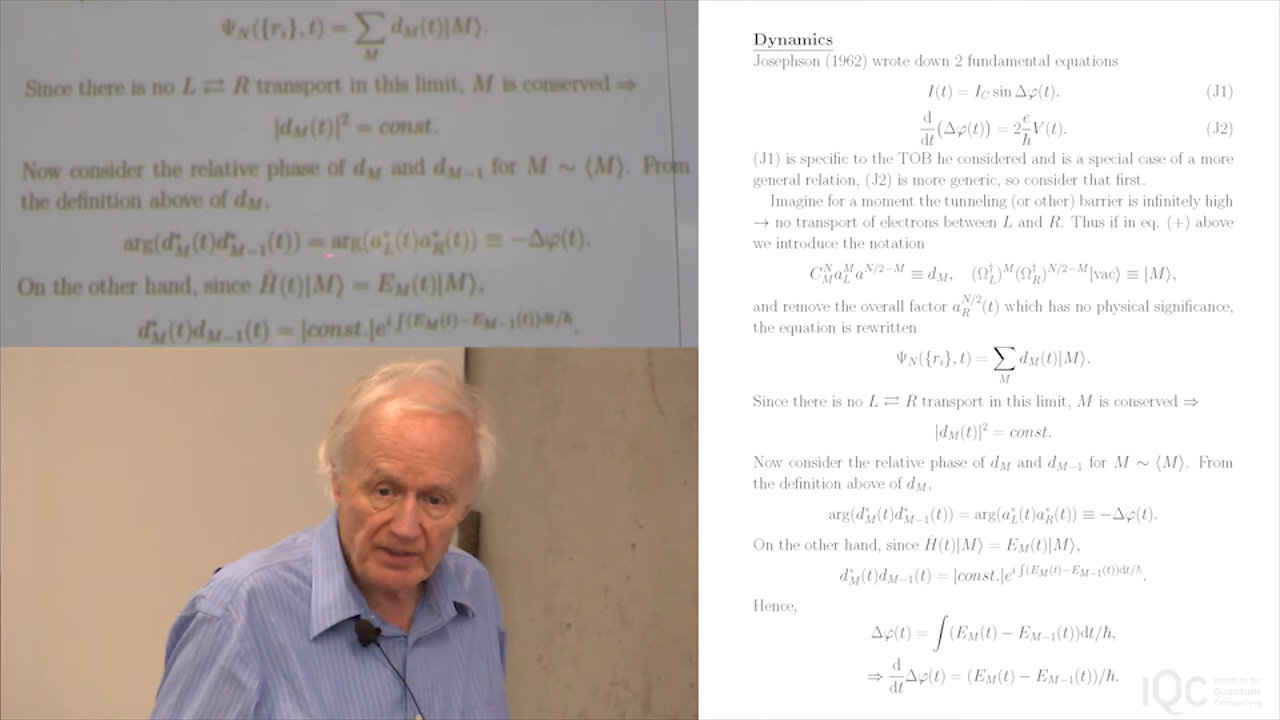 Ψ_N({r_i}, t) = ∑_M d_M(t)|M⟩.
Since there is no L ⇄ R transport in this limit, M is conserved ⇒
|d_M(t)|² = const.
Now consider the relative phase of d_M and d_{M−1} for M ∼ ⟨M⟩. From
the definition above of d_M,
arg(d*_M(t)d*_{M−1}(t)) = arg(a*_L(t)a*_R(t)) ≡ −Δφ(t).
On the other hand, since Ĥ(t)|M⟩ = E_M(t)|M⟩,
d*_M(t)d_{M−1}(t) = |const.|e^{i∫(E_M(t)−E_{M−1}(t))dt/ħ}.
Dynamics
Josephson (1962) wrote down 2 fundamental equations
I(t) = I_C sin Δφ(t). (J1)
d/dt (Δφ(t)) = 2 e/ħ V(t). (J2)
(J1) is specific to the TOB he considered and is a special case of a more
general relation, (J2) is more generic, so consider that first.
Imagine for a moment the tunneling (or other) barrier is infinitely high
→ no transport of electrons between L and R. Thus if in eq. (+) above
we introduce the notation
C^N_M a^M_L a^{N/2−M} ≡ d_M, (Ω†_L)^M(Ω†_R)^{N/2−M}|vac⟩ ≡ |M⟩,
and remove the overall factor a_R^{N/2}(t) which has no physical significance,
the equation is rewritten
Ψ_N({r_i}, t) = ∑_M d_M(t)|M⟩.
Since there is no L ⇄ R transport in this limit, M is conserved ⇒
|d_M(t)|² = const.
Now consider the relative phase of d_M and d_{M−1} for M ∼ ⟨M⟩. From
the definition above of d_M,
arg(d*_M(t)d*_{M−1}(t)) = arg(a*_L(t)a*_R(t)) ≡ −Δφ(t).
On the other hand, since Ĥ(t)|M⟩ = E_M(t)|M⟩,
d*_M(t)d_{M−1}(t) = |const.|e^{i∫(E_M(t)−E_{M−1}(t))dt/ħ}.
Hence,
Δφ(t) = ∫(E_M(t) − E_{M−1}(t))dt/ħ,
⇒ d/dt Δφ(t) = (E_M(t) − E_{M−1}(t))/ħ.
IQC
Institute for
Quantum
Computing